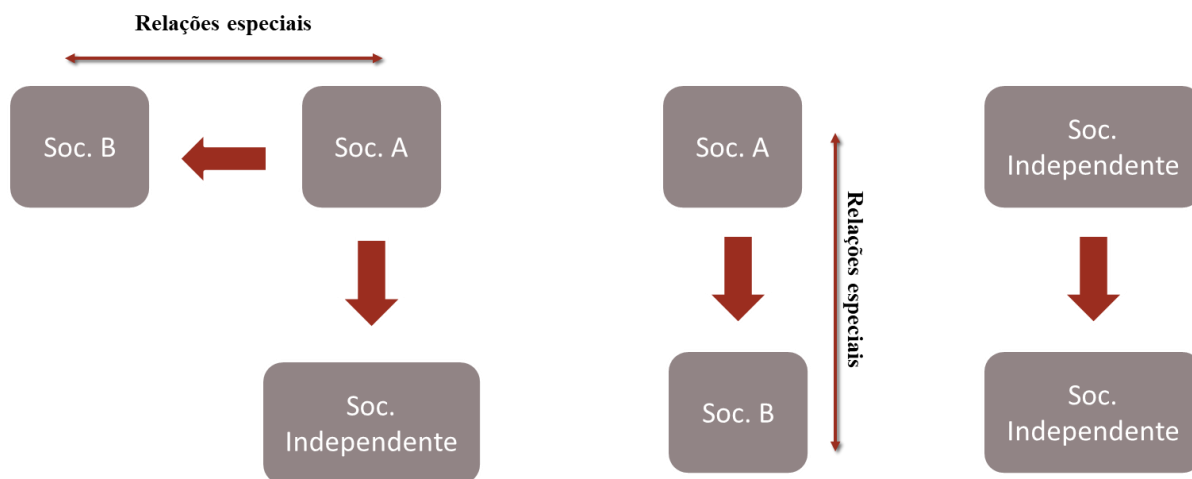 Relações especiais
Soc. B
Soc. A
Soc.
Independente
Soc. A
Relações especiais
Soc. B
Soc.
Independente
Soc.
Independente